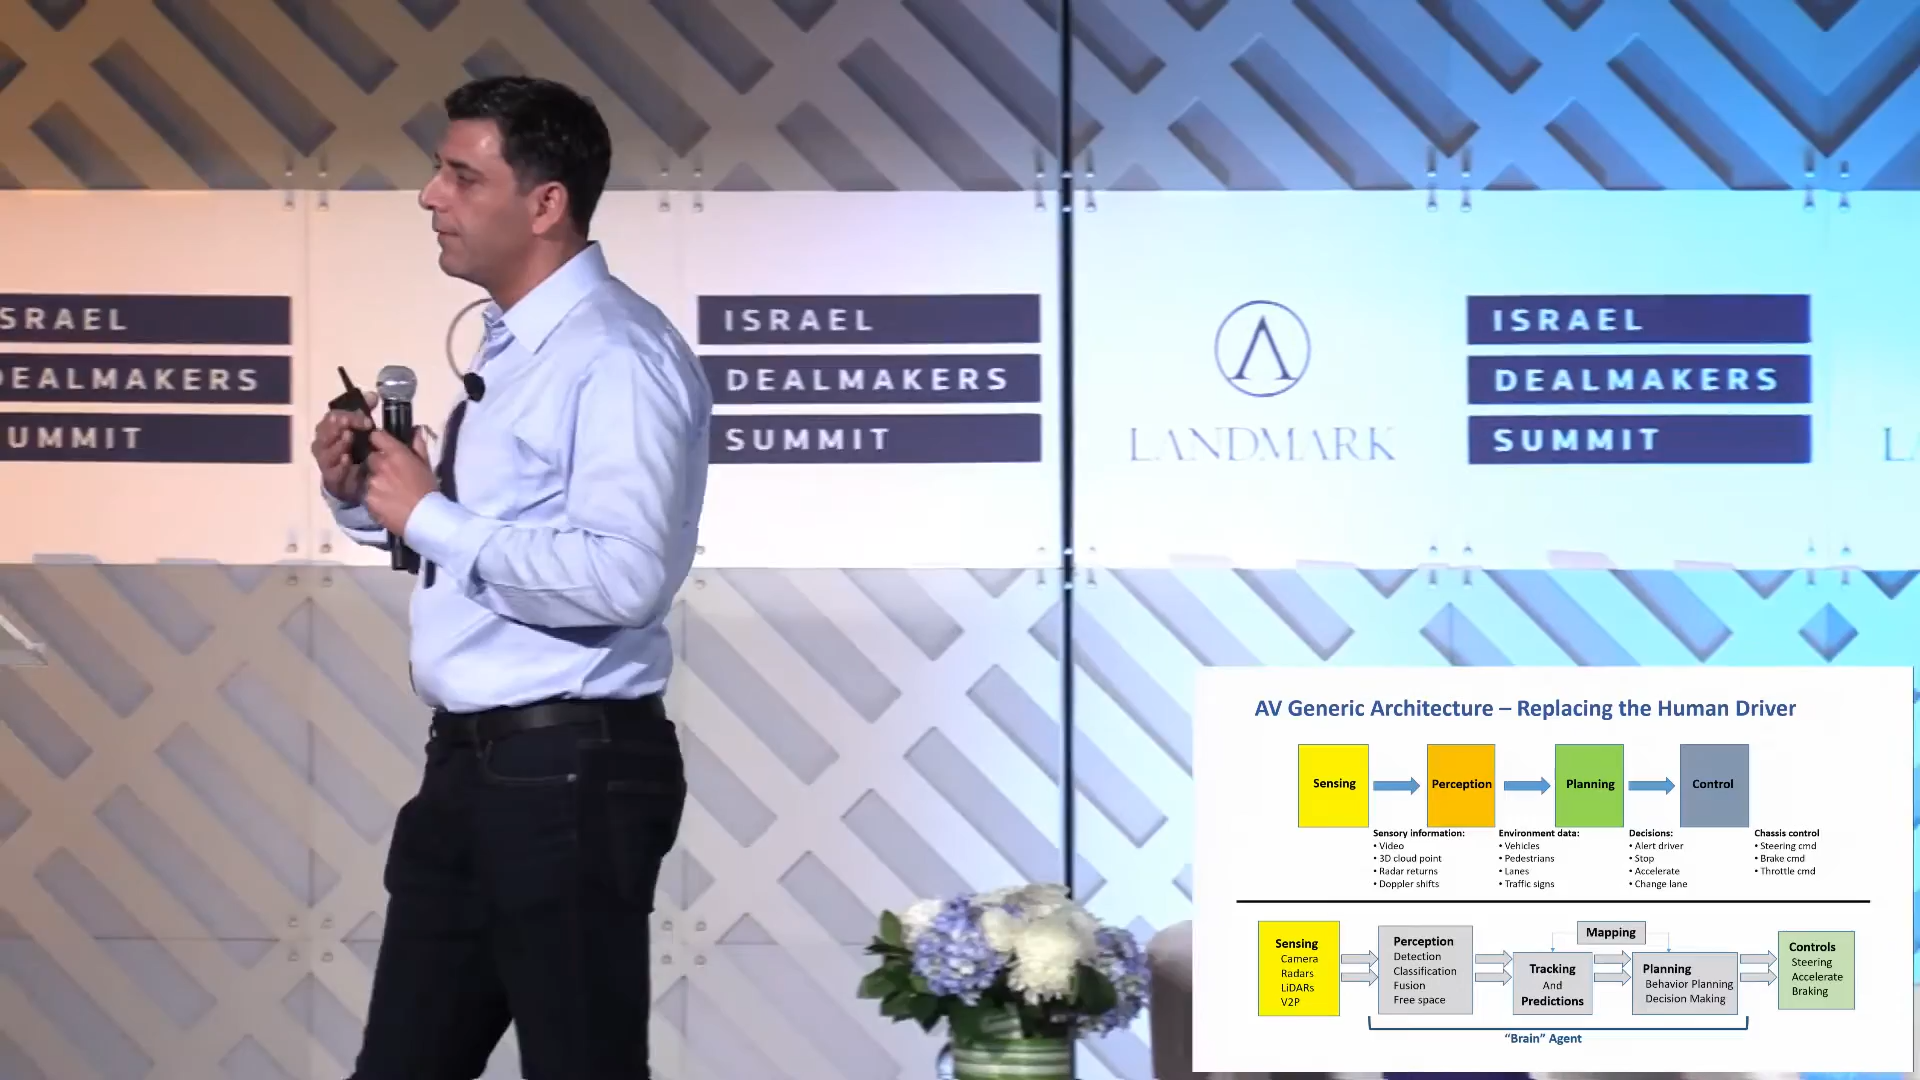 SRAEL
DEALMAKERS
UMMIT
ISRAEL
DEALMAKERS
SUMMIT
LANDMARK
ISRAEL
DEALMAKERS
SUMMIT
L
AV Generic Architecture – Replacing the Human Driver
Sensing
Perception
Planning
Control
Sensory information:
• Video
• 3D cloud point
• Radar returns
• Doppler shifts
Environment data:
• Vehicles
• Pedestrians
• Lanes
• Traffic signs
Decisions:
• Alert driver
• Stop
• Accelerate
• Change lane
Chassis control
• Steering cmd
• Brake cmd
• Throttle cmd
Sensing
Camera
Radars
LiDARs
V2P
Perception
Detection
Classification
Fusion
Free space
Mapping
Tracking
And
Predictions
Planning
Behavior Planning
Decision Making
Controls
Steering
Accelerate
Braking
"Brain" Agent